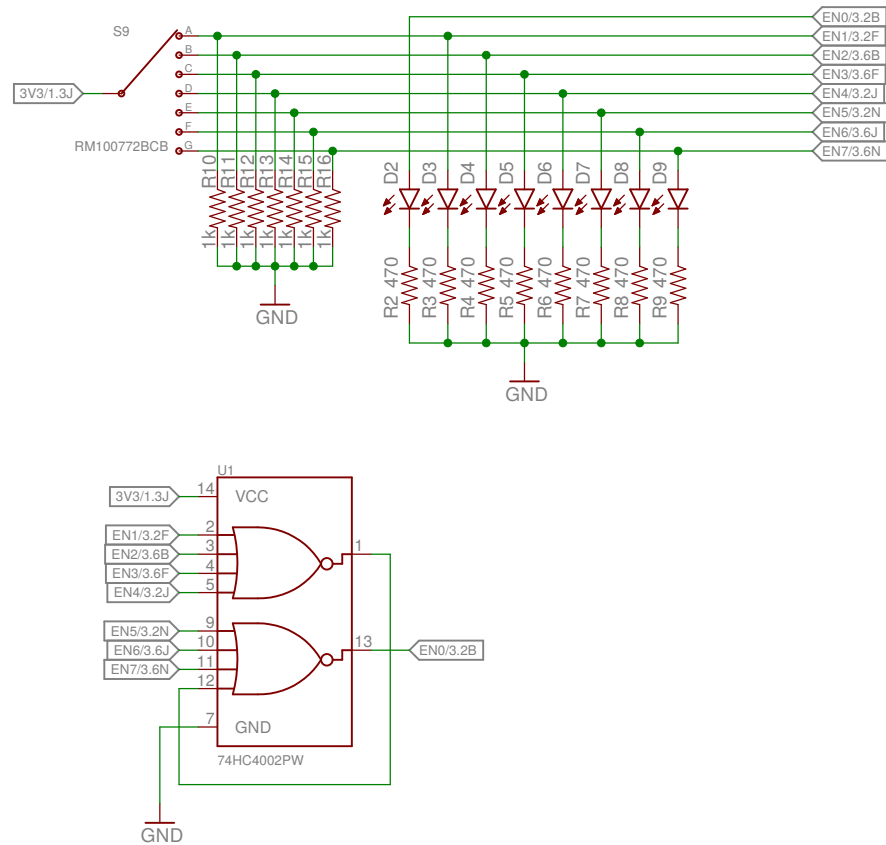 S9
3V3/1.3J
A
B
C
D
E
F
G
RM100772BCB
EN0/3.2B
EN1/3.2F
EN2/3.6B
EN3/3.6F
EN4/3.2J
EN5/3.2N
EN6/3.6J
EN7/3.6N
R10
R11
R12
R13
R14
R15
R16
1k
1k
1k
1k
1k
1k
1k
GND
D2
D3
D4
D5
D6
D7
D8
D9
R2 470
R3 470
R4 470
R5 470
R6 470
R7 470
R8 470
R9 470
GND
U1
3V3/1.3J
14
VCC
EN1/3.2F
2
EN2/3.6B
3
EN3/3.6F
4
EN4/3.2J
5
1
EN5/3.2N
9
EN6/3.6J
10
EN7/3.6N
11
12
13
EN0/3.2B
7
GND
74HC4002PW
GND